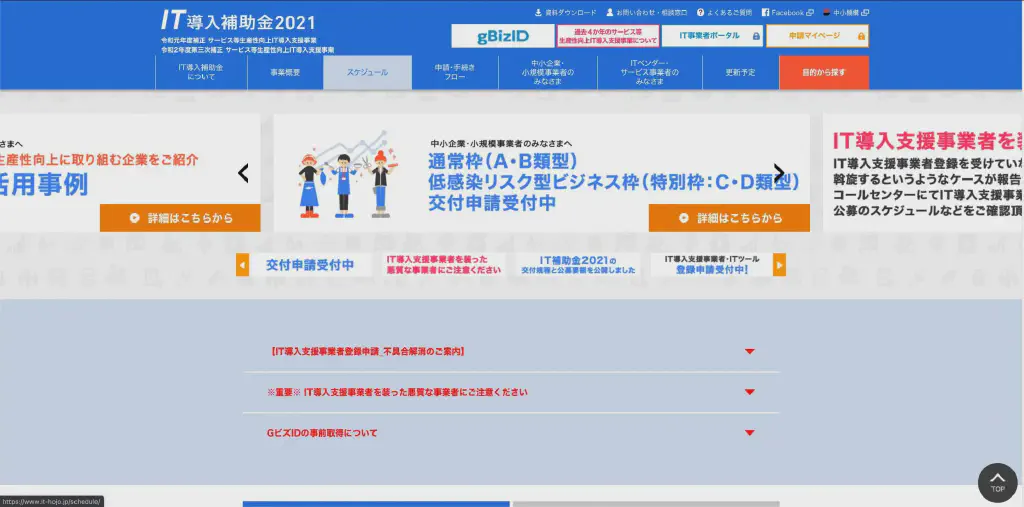 IT導入補助金2021
令和元年度補正 サービス等生産性向上IT導入支援事業
令和2年度第三次補正 サービス等生産性向上IT導入支援事業
資料ダウンロード
お問い合わせ・相談窓口
よくあるご質問
Facebook
中小機構
gBizID
過去4か年のサービス等
生産性向上IT導入支援事業について
IT事業者ポータル
申請マイページ
IT導入補助金
について
事業概要
スケジュール
申請・手続き
フロー
中小企業・
小規模事業者の
みなさま
ITベンダー・
サービス事業者の
みなさま
更新予定
目的から探す
さまへ
生産性向上に取り組む企業をご紹介
活用事例
詳細はこちらから
中小企業・小規模事業者のみなさまへ
通常枠(A・B類型)
低感染リスク型ビジネス枠(特別枠:C・D類型)
交付申請受付中
詳細はこちらから
IT導入支援事業者を
IT導入支援事業者登録を受けていな
斡旋するというようなケースが報告
コールセンターにてIT導入支援事業
公募のスケジュールなどをご確認頂
交付申請受付中
IT導入支援事業者を装った
悪質な事業者にご注意ください
IT補助金2021の
交付規程と公募要領を公開しました
IT導入支援事業者・ITツール
登録申請受付中!
【IT導入支援事業者登録申請_不具合解消のご案内】
※重要※ IT導入支援事業者を装った悪質な事業者にご注意ください
GビズIDの事前取得について
TOP
https://www.it-hojo.jp/schedule/